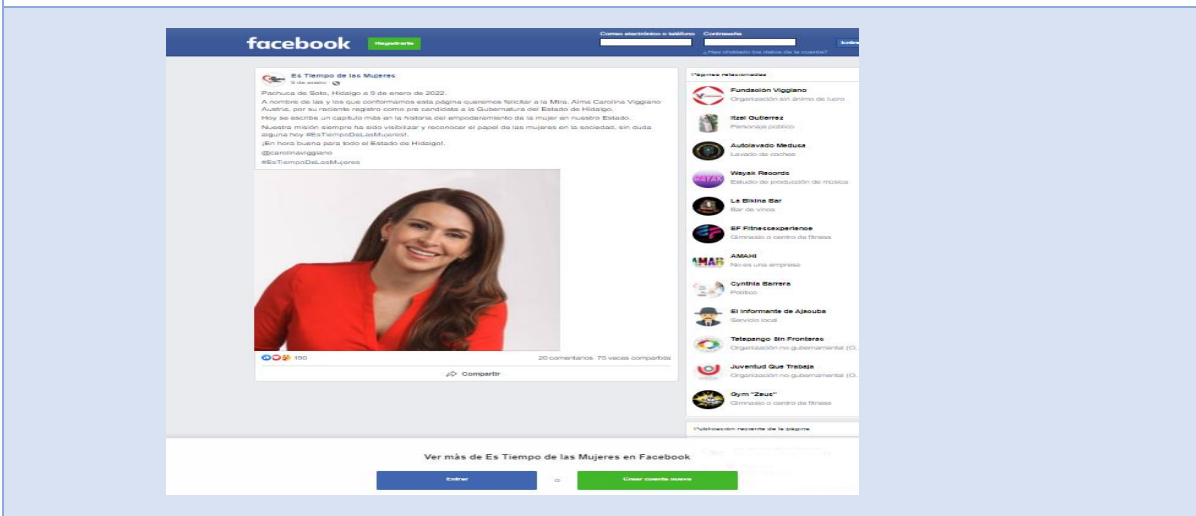 facebook
Registrarte
Correo electrónico o teléfono
Contraseña
¿Has olvidado los datos de la cuenta?
Es Tiempo de las Mujeres
9 de enero
Pachuca de Soto, Hidalgo a 9 de enero de 2022.
A nombre de las y los que conformamos esta página queremos felicitar a la Mtra. Alma Carolina Viggiano
Austria, por su reciente registro como pre candidata a la Gubernatura del Estado de Hidalgo.
Hoy se escribe un capítulo más en la historia del empoderamiento de la mujer en nuestro Estado.
Nuestra misión siempre ha sido visibilizar y reconocer el papel de las mujeres en la sociedad, sin duda
alguna hoy #EsTiempoDeLasMujeres!.
¡En hora buena para todo el Estado de Hidalgo!.
@carolinaviggiano
#EsTiempoDeLasMujeres
190
20 comentarios 75 veces compartido
Compartir
Páginas relacionadas
Fundación Viggiano
Organización sin ánimo de lucro
Itzel Gutierrez
Personaje público
Autolavado Medusa
Lavado de coches
Wayak Records
Estudio de producción de música
La Bikina Bar
Bar de vinos
EF Fitnessxperience
Gimnasio o centro de fitness
AMAHI
No es una empresa
Cynthia Barrera
Político
El Informante de Ajacuba
Servicio local
Tetepango Sin Fronteras
Organización no gubernamental (O...
Juventud Que Trabaja
Organización no gubernamental (O...
Gym "Zeus"
Gimnasio o centro de fitness
Publicación reciente de la página
Ver más de Es Tiempo de las Mujeres en Facebook
Entrar
o
Crear cuenta nueva